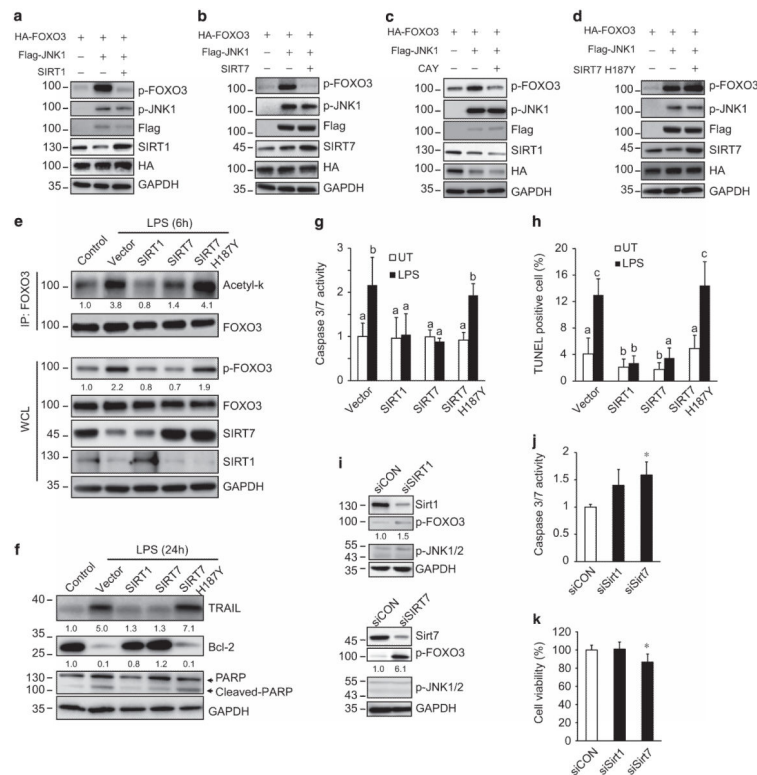 a
HA-FOXO3 + + +
Flag-JNK1 − + +
SIRT1 − − +
100 p-FOXO3
p-JNK1
100 Flag
130 SIRT1
100 HA
35 GAPDH
b
HA-FOXO3 + + +
Flag-JNK1 − + +
SIRT7 − − +
100 p-FOXO3
100 p-JNK1
100 Flag
45 SIRT7
100 HA
35 GAPDH
c
HA-FOXO3 + + +
Flag-JNK1 − + +
CAY − − +
100 p-FOXO3
100 p-JNK1
100 Flag
130 SIRT1
100 HA
35 GAPDH
d
HA-FOXO3 + + +
Flag-JNK1 − + +
SIRT7 H187Y − − +
100 p-FOXO3
100 p-JNK1
100 Flag
45 SIRT7
100 HA
35 GAPDH
e
LPS (6h)
Control Vector SIRT1 SIRT7 SIRT7 H187Y
IP: FOXO3
100 Acetyl-k
1.0 3.8 0.8 1.4 4.1
100 FOXO3
WCL
100 p-FOXO3
1.0 2.2 0.8 0.7 1.9
100 FOXO3
45 SIRT7
130 SIRT1
35 GAPDH
f
LPS (24h)
Control Vector SIRT1 SIRT7 SIRT7 H187Y
40 TRAIL
1.0 5.0 1.3 1.3 7.1
35
25 Bcl-2
1.0 0.1 0.8 1.2 0.1
130 PARP
100 Cleaved-PARP
35 GAPDH
g
UT
LPS
Caspase 3/7 activity
3
2
1
0
a b a a a a a b
Vector SIRT1 SIRT7 SIRT7 H187Y
h
UT
LPS
TUNEL positive cell (%)
16
12
8
4
0
a c b b b a a c
Vector SIRT1 SIRT7 SIRT7 H187Y
i
siCON siSIRT1
130 Sirt1
100 p-FOXO3
1.0 1.5
55
43 p-JNK1/2
35 GAPDH
siCON siSIRT7
45 Sirt7
100 p-FOXO3
1.0 6.1
55
43 p-JNK1/2
35 GAPDH
j
Caspase 3/7 activity
2
1.5
1
0.5
0
*
siCON siSirt1 siSirt7
k
Cell viability (%)
120
100
80
60
40
20
0
*
siCON siSirt1 siSirt7